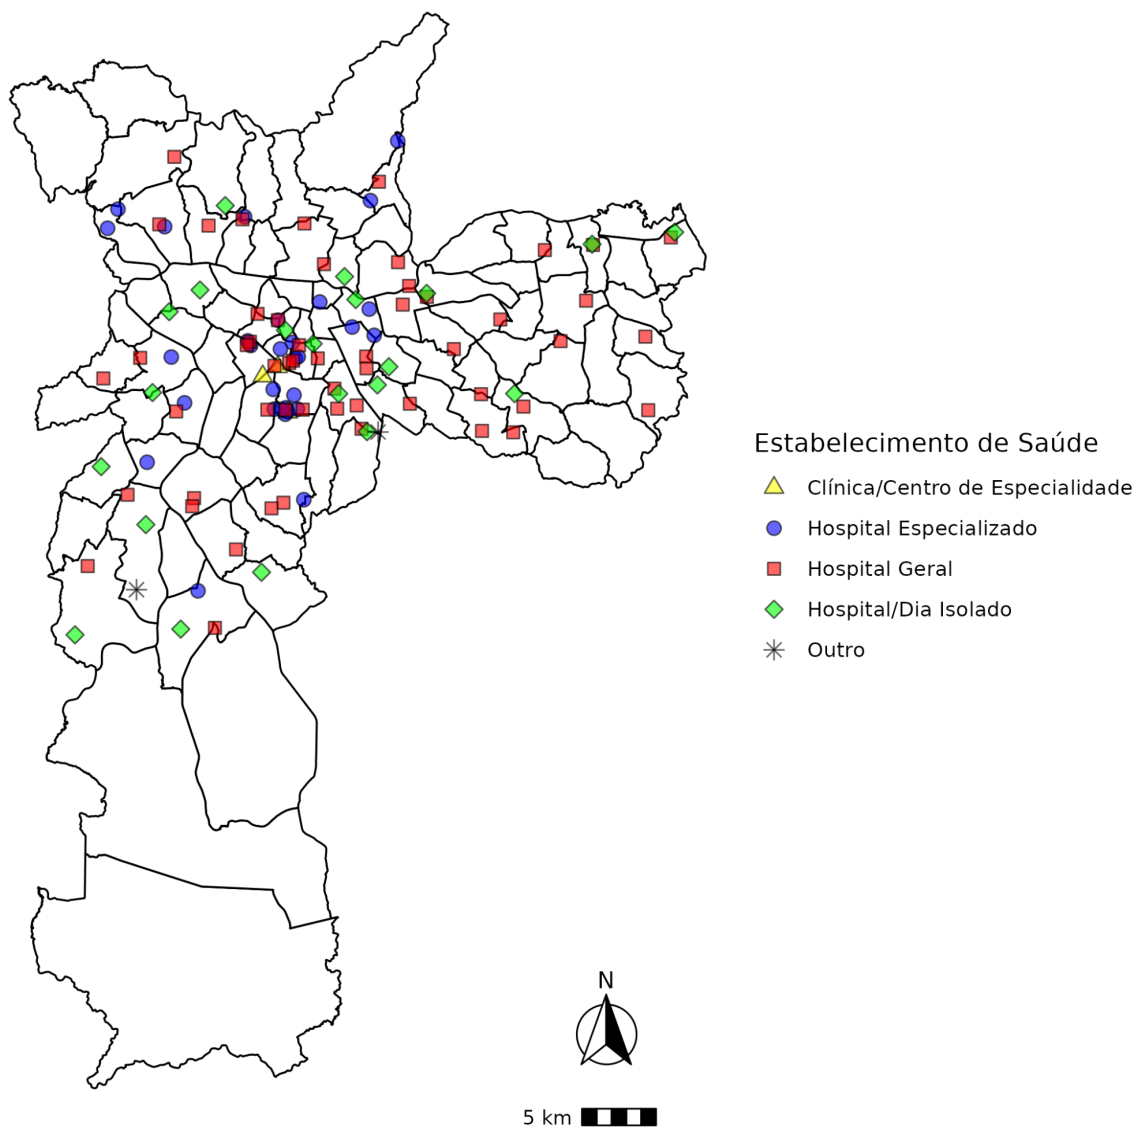 Estabelecimento de Saúde
Clínica/Centro de Especialidade
Hospital Especializado
Hospital Geral
Hospital/Dia Isolado
Outro
N
5 km